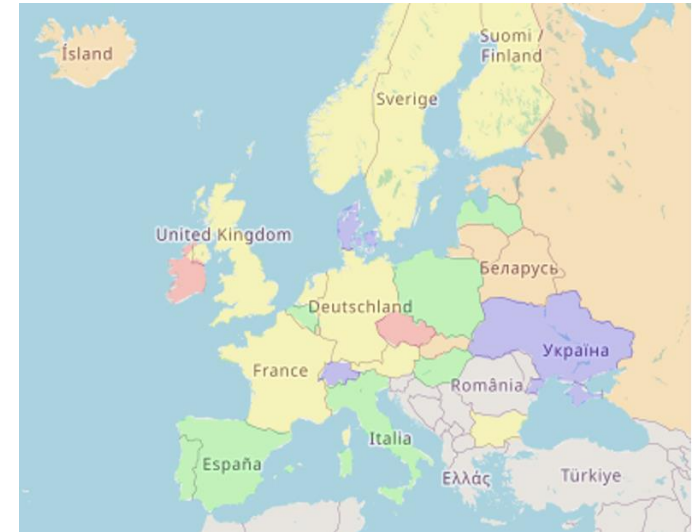 Ísland
Suomi /
Finland
Sverige
United Kingdom
Беларусь
Deutschland
Україна
France
România
Italia
España
Ελλάς
Türkiye